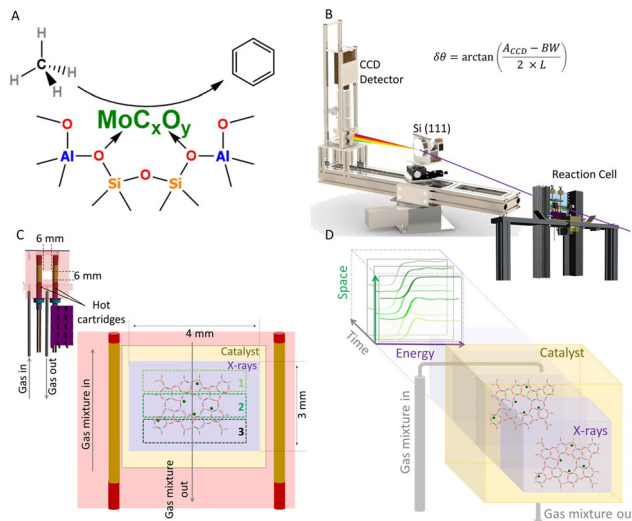 A
H
H
C
H
H
MoCxOy
O
O
Al
O
O
Al
Si
O
Si
B
CCD
Detector
δθ = arctan(A_CCD − BW / 2 × L)
Si (111)
Reaction Cell
C
6 mm
6 mm
Hot
cartridges
Gas in
Gas out
4 mm
Catalyst
X-rays
1
2
3
3 mm
Gas mixture in
Gas mixture
out
D
Space
Time
Energy
Catalyst
X-rays
Gas mixture in
Gas mixture ou